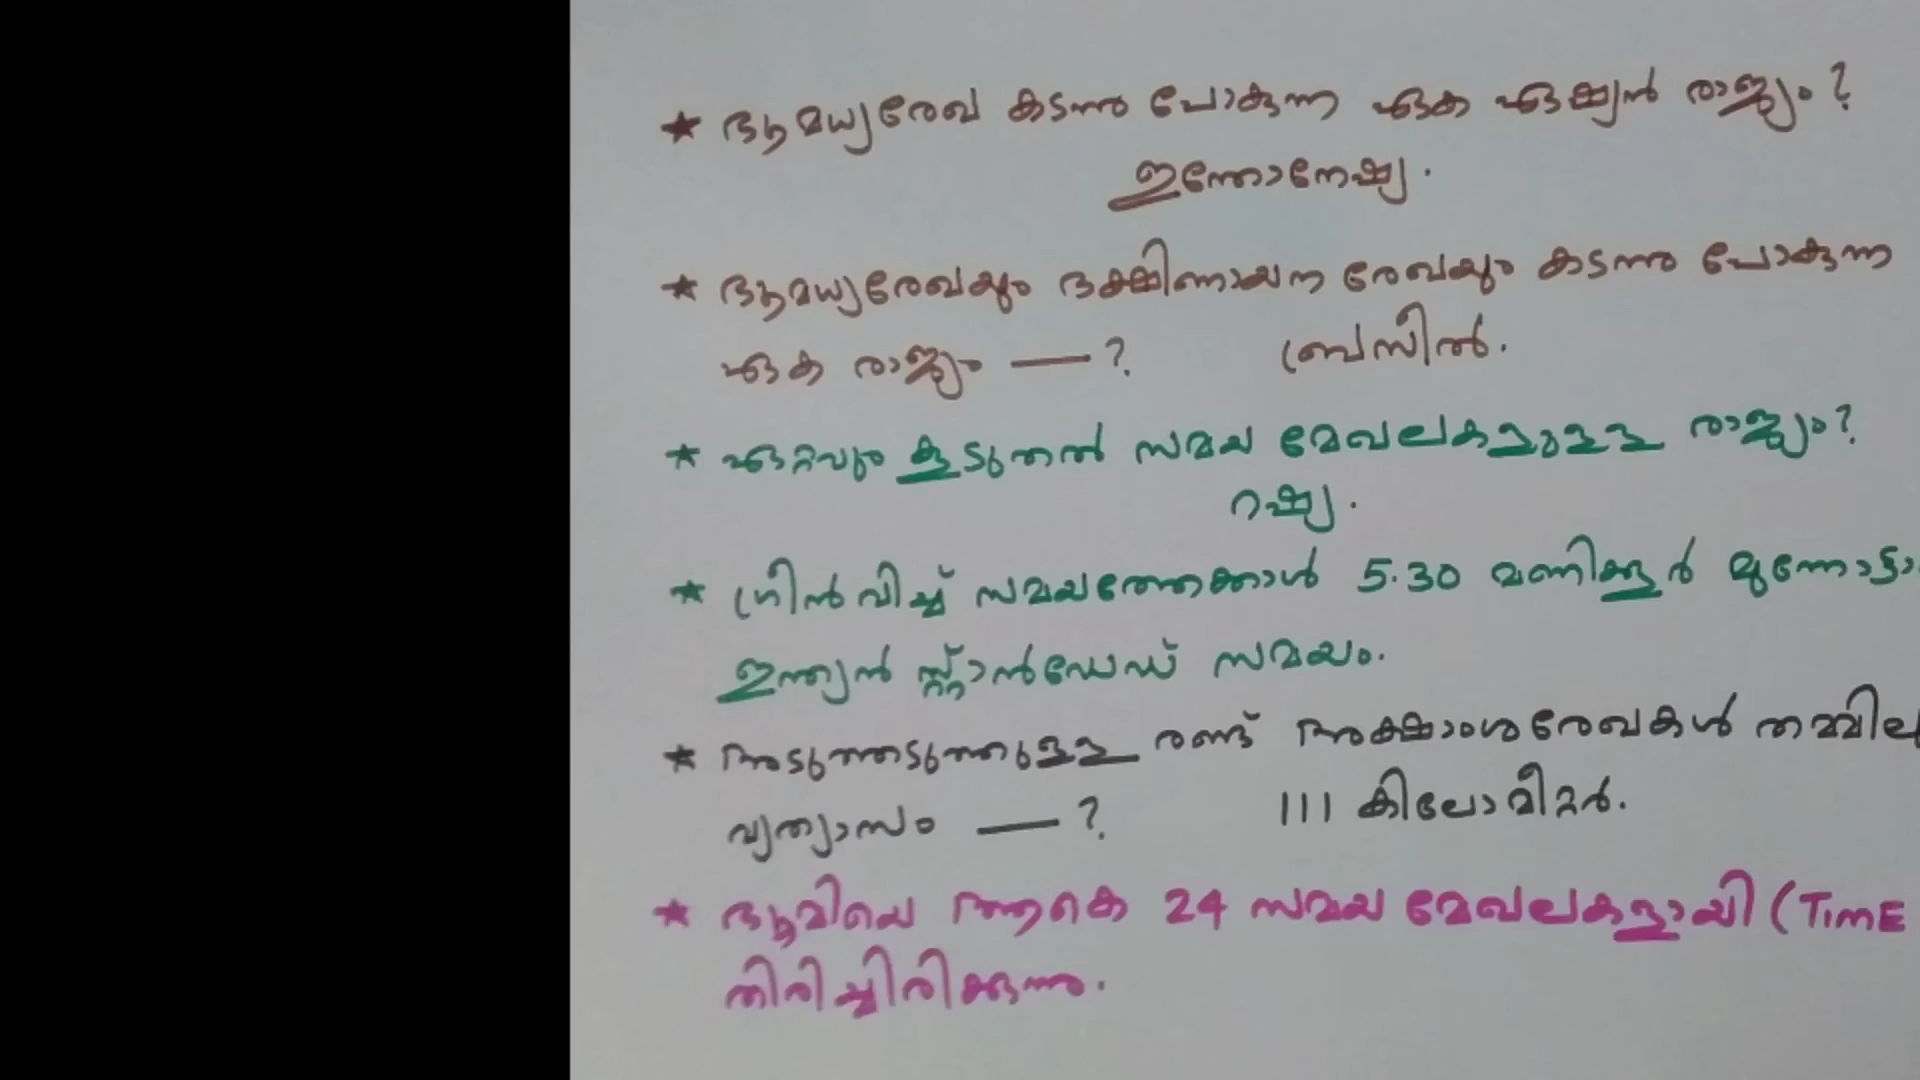 ★ ഭൂമധ്യരേഖ കടന്നു പോകുന്ന ഏക ഏഷ്യൻ രാജ്യം ?
ഇന്തോനേഷ്യ .
★ ഭൂമധ്യരേഖയും ദക്ഷിണായന രേഖയും കടന്നു പോകുന്ന
ഏക രാജ്യം — ? ബ്രസീൽ.
★ ഏറ്റവും കൂടുതൽ സമയ മേഖലകളുള്ള രാജ്യം ?
റഷ്യ .
★ ഗ്രീൻവിച്ച് സമയത്തേക്കാൾ 5.30 മണിക്കൂർ മുന്നോട്ടാ
ഇന്ത്യൻ സ്റ്റാൻഡേഡ് സമയം.
★ അടുത്തടുത്തുള്ള രണ്ട് അക്ഷാംശരേഖകൾ തമ്മിലു
വ്യത്യാസം — ? 111 കിലോമീറ്റർ.
★ ഭൂമിയെ ആകെ 24 സമയ മേഖലകളായി (TIME
തിരിച്ചിരിക്കുന്നു.